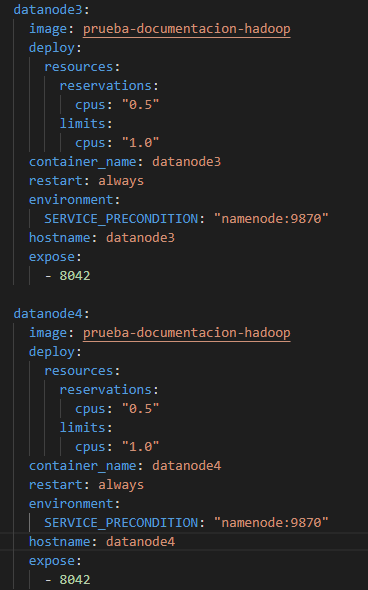 datanode3:
  image: prueba-documentacion-hadoop
  deploy:
    resources:
      reservations:
        cpus: "0.5"
      limits:
        cpus: "1.0"
  container_name: datanode3
  restart: always
  environment:
    SERVICE_PRECONDITION: "namenode:9870"
  hostname: datanode3
  expose:
    - 8042

datanode4:
  image: prueba-documentacion-hadoop
  deploy:
    resources:
      reservations:
        cpus: "0.5"
      limits:
        cpus: "1.0"
  container_name: datanode4
  restart: always
  environment:
    SERVICE_PRECONDITION: "namenode:9870"
  hostname: datanode4
  expose:
    - 8042